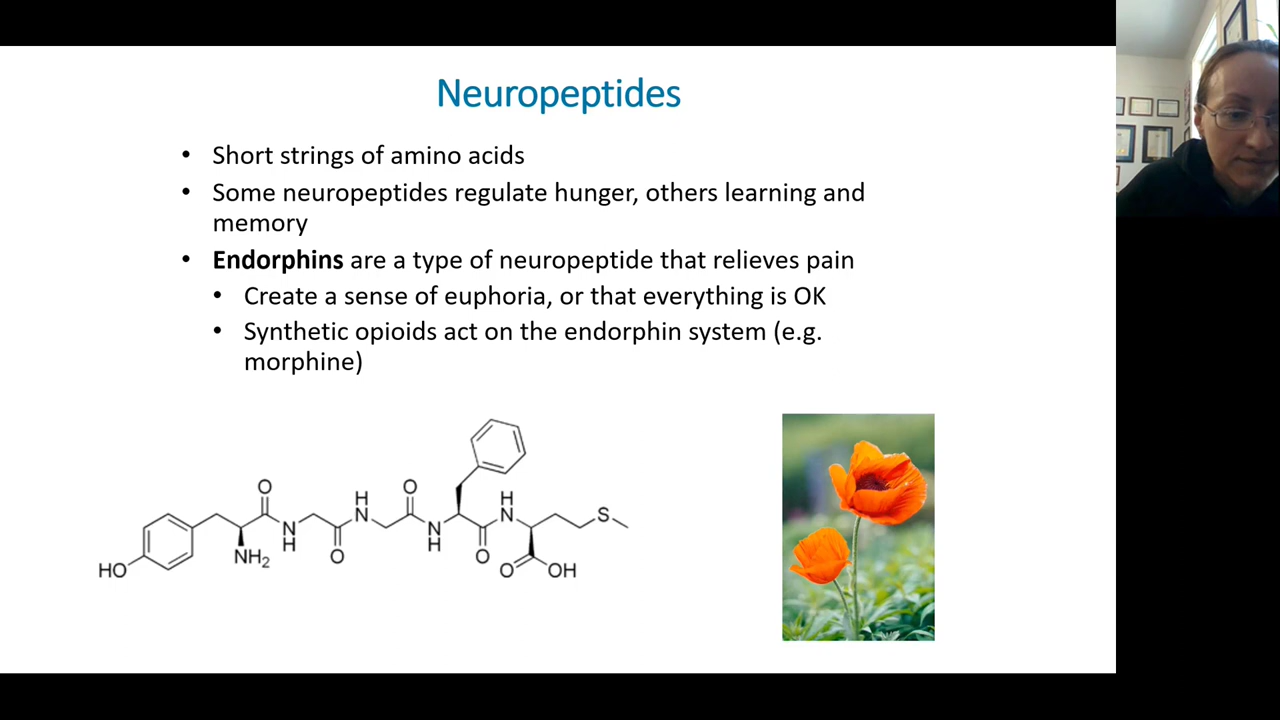 Neuropeptides
• Short strings of amino acids
• Some neuropeptides regulate hunger, others learning and
memory
• Endorphins are a type of neuropeptide that relieves pain
• Create a sense of euphoria, or that everything is OK
• Synthetic opioids act on the endorphin system (e.g.
morphine)
O H O H S
N H O N H O O OH
HO NH₂